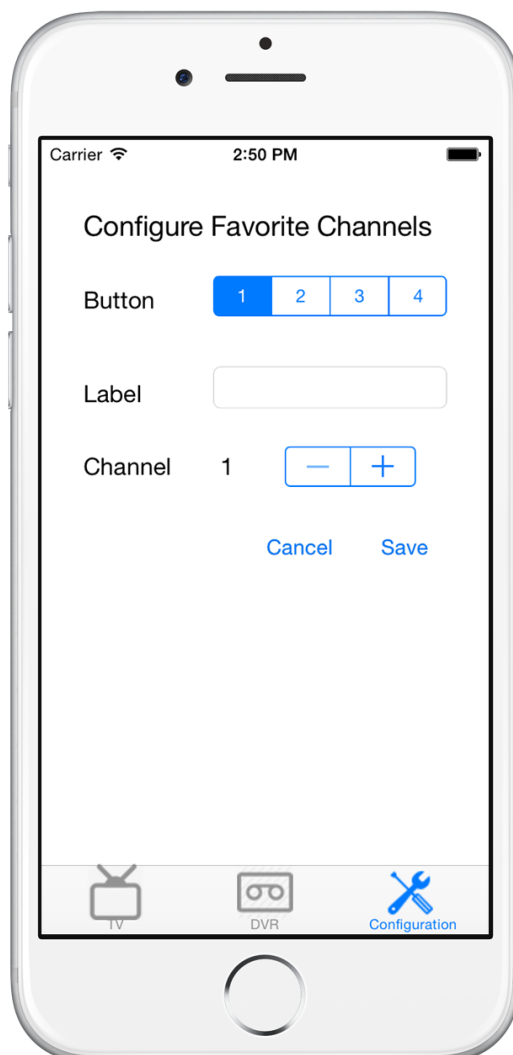 Carrier 2:50 PM
Configure Favorite Channels
Button 1 2 3 4
Label
Channel 1 − +
Cancel Save
TV DVR Configuration